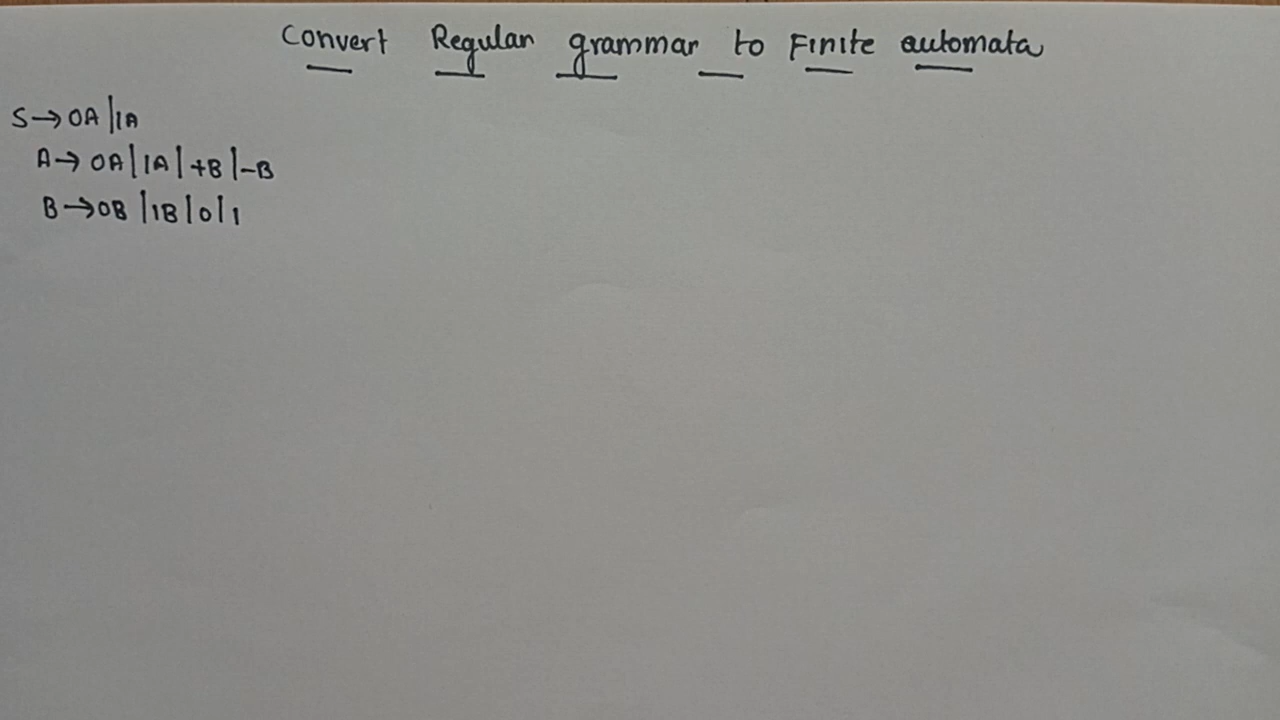 Convert Regular grammar to Finite automata
S→0A|1A
A→0A|1A|+B|-B
B→0B|1B|0|1